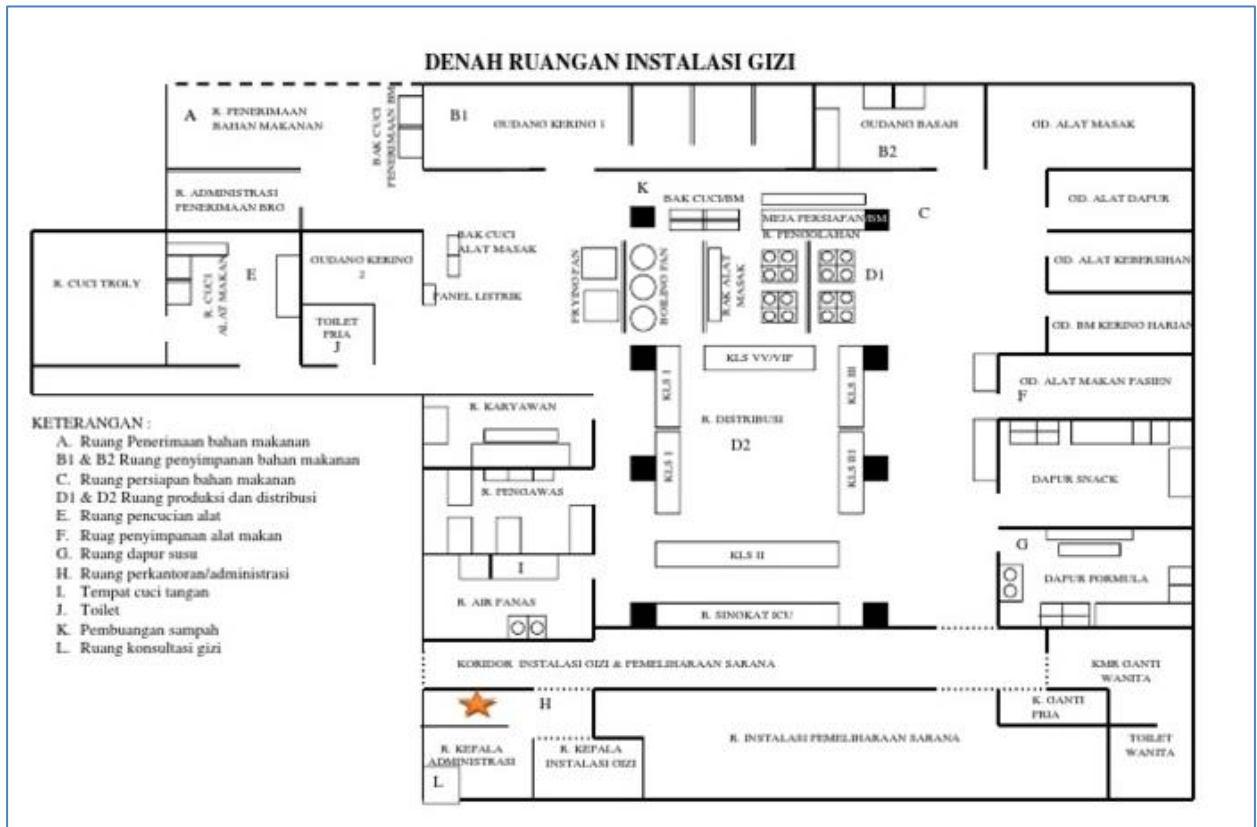 DENAH RUANGAN INSTALASI GIZI
A
R. PENERIMAAN
BAHAN MAKANAN
BAK CUCI
PENERIMAAN BM
B1
GUDANG KERING 1
GUDANG BASAH
B2
GD. ALAT MASAK
R. ADMINISTRASI
PENERIMAAN BRG
K
BAK CUCI/BM
MEJA PERSIAPAN/BM
C
GD. ALAT DAPUR
R. PENGOLAHAN
R. CUCI TROLY
R. CUCI
ALAT MAKAN
E
GUDANG KERING
2
BAK CUCI
ALAT MASAK
PANEL LISTRIK
FRYING PAN
BOILING PAN
RAK ALAT
MASAK
D1
GD. ALAT KEBERSIHAN
TOILET
PRIA
J
GD. BM KERING HARIAN
KLS VV/VIP
KLS I
KLS III
GD. ALAT MAKAN PASIEN
F
R. KARYAWAN
R. DISTRIBUSI
D2
KLS I
KLS III
DAPUR SNACK
R. PENGAWAS
KETERANGAN :
A. Ruang Penerimaan bahan makanan
B1 & B2 Ruang penyimpanan bahan makanan
C. Ruang persiapan bahan makanan
D1 & D2 Ruang produksi dan distribusi
E. Ruang pencucian alat
F. Ruag penyimpanan alat makan
G. Ruang dapur susu
H. Ruang perkantoran/administrasi
I. Tempat cuci tangan
J. Toilet
K. Pembuangan sampah
L. Ruang konsultasi gizi
KLS II
G
DAPUR FORMULA
I
R. AIR PANAS
R. SINGKAT ICU
KORIDOR INSTALASI GIZI & PEMELIHARAAN SARANA
KMR GANTI
WANITA
H
K. GANTI
PRIA
R. KEPALA
ADMINISTRASI
R. KEPALA
INSTALASI GIZI
R. INSTALASI PEMELIHARAAN SARANA
TOILET
WANITA
L